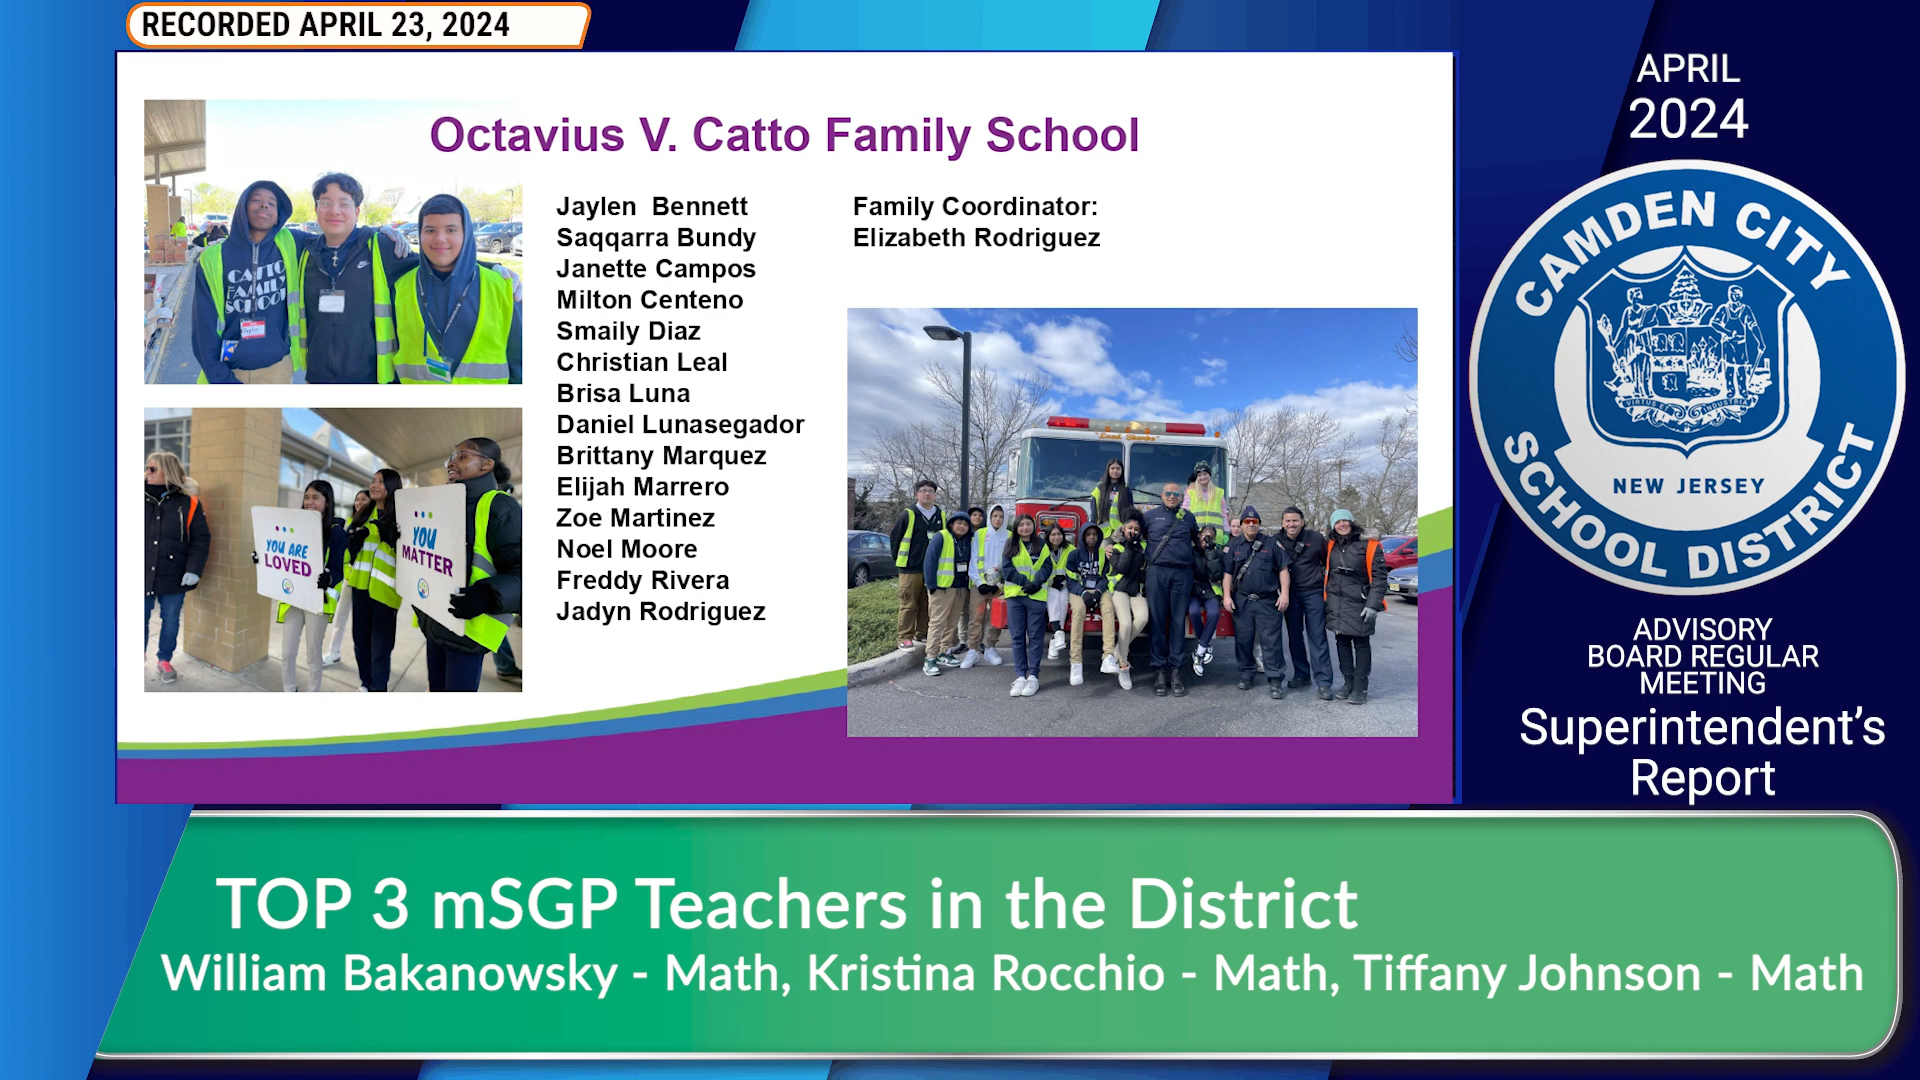 RECORDED APRIL 23, 2024
Octavius V. Catto Family School
Jaylen Bennett
Saqqarra Bundy
Janette Campos
Milton Centeno
Smaily Diaz
Christian Leal
Brisa Luna
Daniel Lunasegador
Brittany Marquez
Elijah Marrero
Zoe Martinez
Noel Moore
Freddy Rivera
Jadyn Rodriguez
Family Coordinator:
Elizabeth Rodriguez
CATTO
FAMILY
SCHOOL
YOU ARE
LOVED
YOU
MATTER
APRIL
2024
CAMDEN CITY
NEW JERSEY
SCHOOL DISTRICT
ADVISORY
BOARD REGULAR
MEETING
Superintendent’s
Report
TOP 3 mSGP Teachers in the District
William Bakanowsky - Math, Kristina Rocchio - Math, Tiffany Johnson - Math